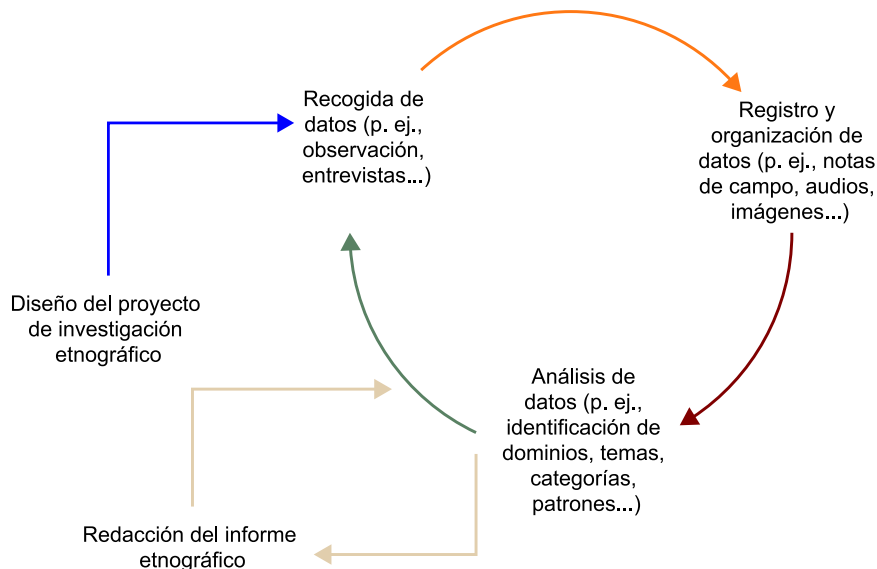 Recogida de
datos (p. ej.,
observación,
entrevistas...)
Registro y
organización de
datos (p. ej., notas
de campo, audios,
imágenes...)
Diseño del proyecto
de investigación
etnográfico
Análisis de
datos (p. ej.,
identificación de
dominios, temas,
categorías,
patrones...)
Redacción del informe
etnográfico